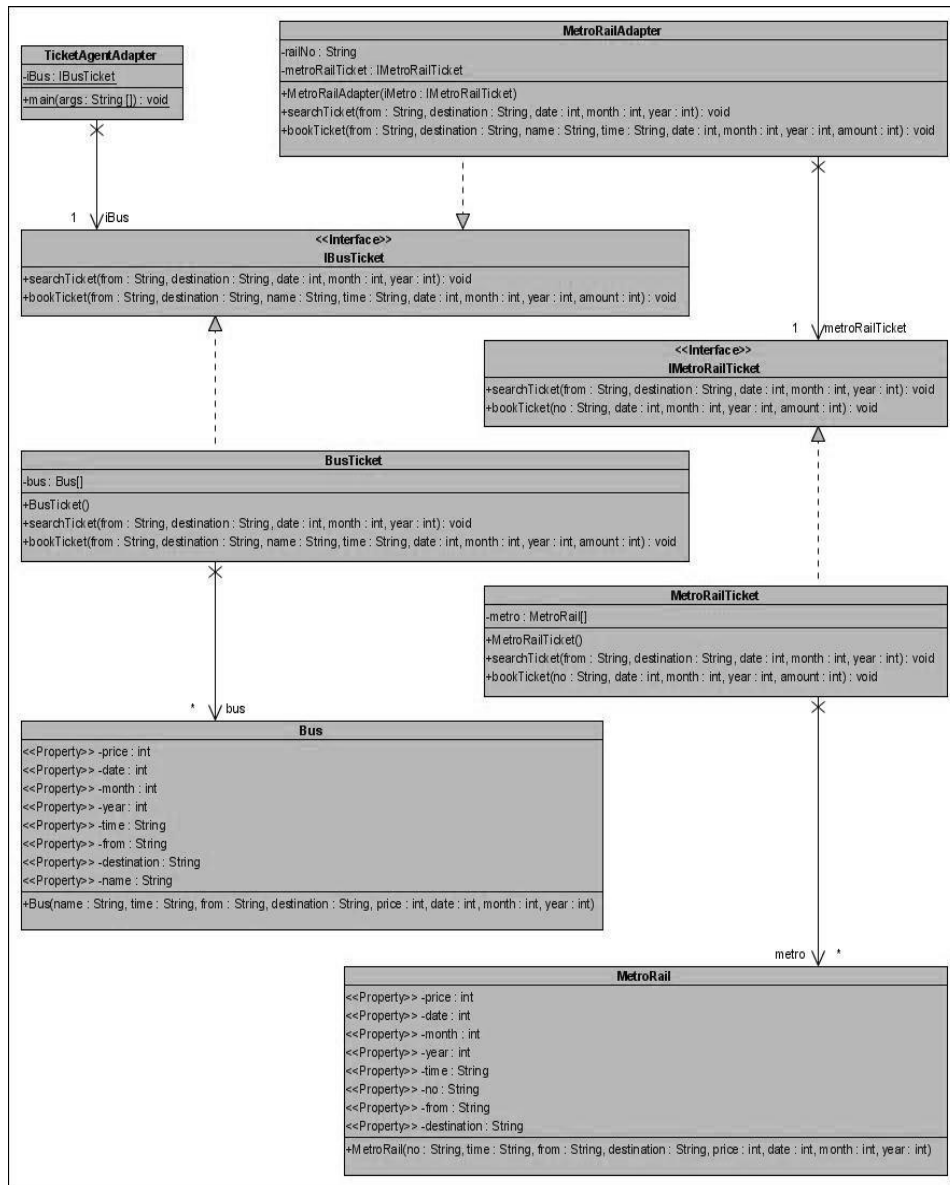 TicketAgentAdapter
-iBus : IBusTicket
+main(args : String []) : void
MetroRailAdapter
-railNo : String
-metroRailTicket : IMetroRailTicket
+MetroRailAdapter(iMetro : IMetroRailTicket)
+searchTicket(from : String, destination : String, date : int, month : int, year : int) : void
+bookTicket(from : String, destination : String, name : String, time : String, date : int, month : int, year : int, amount : int) : void
1 iBus
<<Interface>>
IBusTicket
+searchTicket(from : String, destination : String, date : int, month : int, year : int) : void
+bookTicket(from : String, destination : String, name : String, time : String, date : int, month : int, year : int, amount : int) : void
1 metroRailTicket
<<Interface>>
IMetroRailTicket
+searchTicket(from : String, destination : String, date : int, month : int, year : int) : void
+bookTicket(no : String, date : int, month : int, year : int, amount : int) : void
BusTicket
-bus : Bus[]
+BusTicket()
+searchTicket(from : String, destination : String, date : int, month : int, year : int) : void
+bookTicket(from : String, destination : String, name : String, time : String, date : int, month : int, year : int, amount : int) : void
MetroRailTicket
-metro : MetroRail[]
+MetroRailTicket()
+searchTicket(from : String, destination : String, date : int, month : int, year : int) : void
+bookTicket(no : String, date : int, month : int, year : int, amount : int) : void
* bus
Bus
<<Property>> -price : int
<<Property>> -date : int
<<Property>> -month : int
<<Property>> -year : int
<<Property>> -time : String
<<Property>> -from : String
<<Property>> -destination : String
<<Property>> -name : String
+Bus(name : String, time : String, from : String, destination : String, price : int, date : int, month : int, year : int)
metro *
MetroRail
<<Property>> -price : int
<<Property>> -date : int
<<Property>> -month : int
<<Property>> -year : int
<<Property>> -time : String
<<Property>> -no : String
<<Property>> -from : String
<<Property>> -destination : String
+MetroRail(no : String, time : String, from : String, destination : String, price : int, date : int, month : int, year : int)